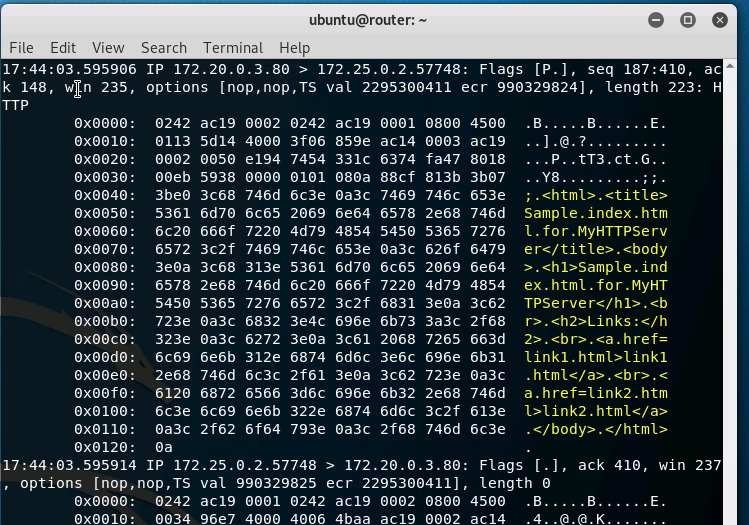 ubuntu@router: ~
File Edit View Search Terminal Help
17:44:03.595906 IP 172.20.0.3.80 > 172.25.0.2.57748: Flags [P.], seq 187:410, ac
k 148, win 235, options [nop,nop,TS val 2295300411 ecr 990329824], length 223: H
TTP
0x0000: 0242 ac19 0002 0242 ac19 0001 0800 4500 .B.....B......E.
0x0010: 0113 5d14 4000 3f06 859e ac14 0003 ac19 ..].@.?.........
0x0020: 0002 0050 e194 7454 331c 6374 fa47 8018 ...P..tT3.ct.G..
0x0030: 00eb 5938 0000 0101 080a 88cf 813b 3b07 ..Y8.........;;.
0x0040: 3be0 3c68 746d 6c3e 0a3c 7469 746c 653e ;.<html>.<title>
0x0050: 5361 6d70 6c65 2069 6e64 6578 2e68 746d Sample.index.htm
0x0060: 6c20 666f 7220 4d79 4854 5450 5365 7276 l.for.MyHTTPServ
0x0070: 6572 3c2f 7469 746c 653e 0a3c 626f 6479 er</title>.<body
0x0080: 3e0a 3c68 313e 5361 6d70 6c65 2069 6e64 >.<h1>Sample.ind
0x0090: 6578 2e68 746d 6c20 666f 7220 4d79 4854 ex.html.for.MyHT
0x00a0: 5450 5365 7276 6572 3c2f 6831 3e0a 3c62 TPServer</h1>.<b
0x00b0: 723e 0a3c 6832 3e4c 696e 6b73 3a3c 2f68 r>.<h2>Links:</h
0x00c0: 323e 0a3c 6272 3e0a 3c61 2068 7265 663d 2>.<br>.<a.href=
0x00d0: 6c69 6e6b 312e 6874 6d6c 3e6c 696e 6b31 link1.html>link1
0x00e0: 2e68 746d 6c3c 2f61 3e0a 3c62 723e 0a3c .html</a>.<br>.<
0x00f0: 6120 6872 6566 3d6c 696e 6b32 2e68 746d a.href=link2.htm
0x0100: 6c3e 6c69 6e6b 322e 6874 6d6c 3c2f 613e l>link2.html</a>
0x0110: 0a3c 2f62 6f64 793e 0a3c 2f68 746d 6c3e .</body>.</html>
0x0120: 0a .
17:44:03.595914 IP 172.25.0.2.57748 > 172.20.0.3.80: Flags [.], ack 410, win 237
, options [nop,nop,TS val 990329825 ecr 2295300411], length 0
0x0000: 0242 ac19 0001 0242 ac19 0002 0800 4500 .B.....B......E.
0x0010: 0034 96e7 4000 4006 4baa ac19 0002 ac14 .4..@.@.K.......